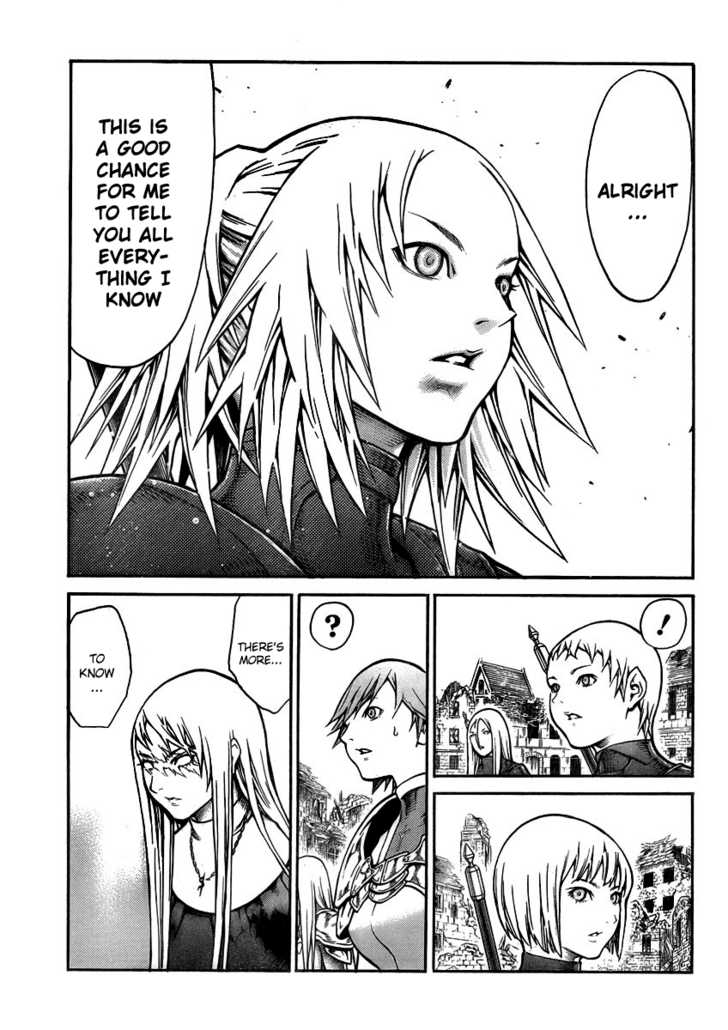 ALRIGHT
...
THIS IS
A GOOD
CHANCE
FOR ME
TO TELL
YOU ALL
EVERY-
THING I
KNOW
!
?
THERE'S
MORE...
TO
KNOW
...